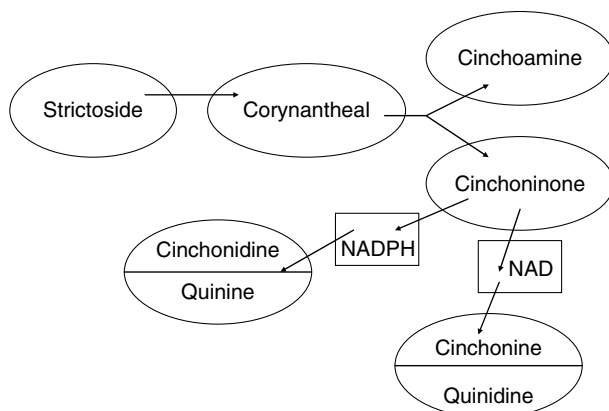 Cinchoamine
Strictoside
Corynantheal
Cinchoninone
Cinchonidine
Quinine
NADPH
NAD
Cinchonine
Quinidine